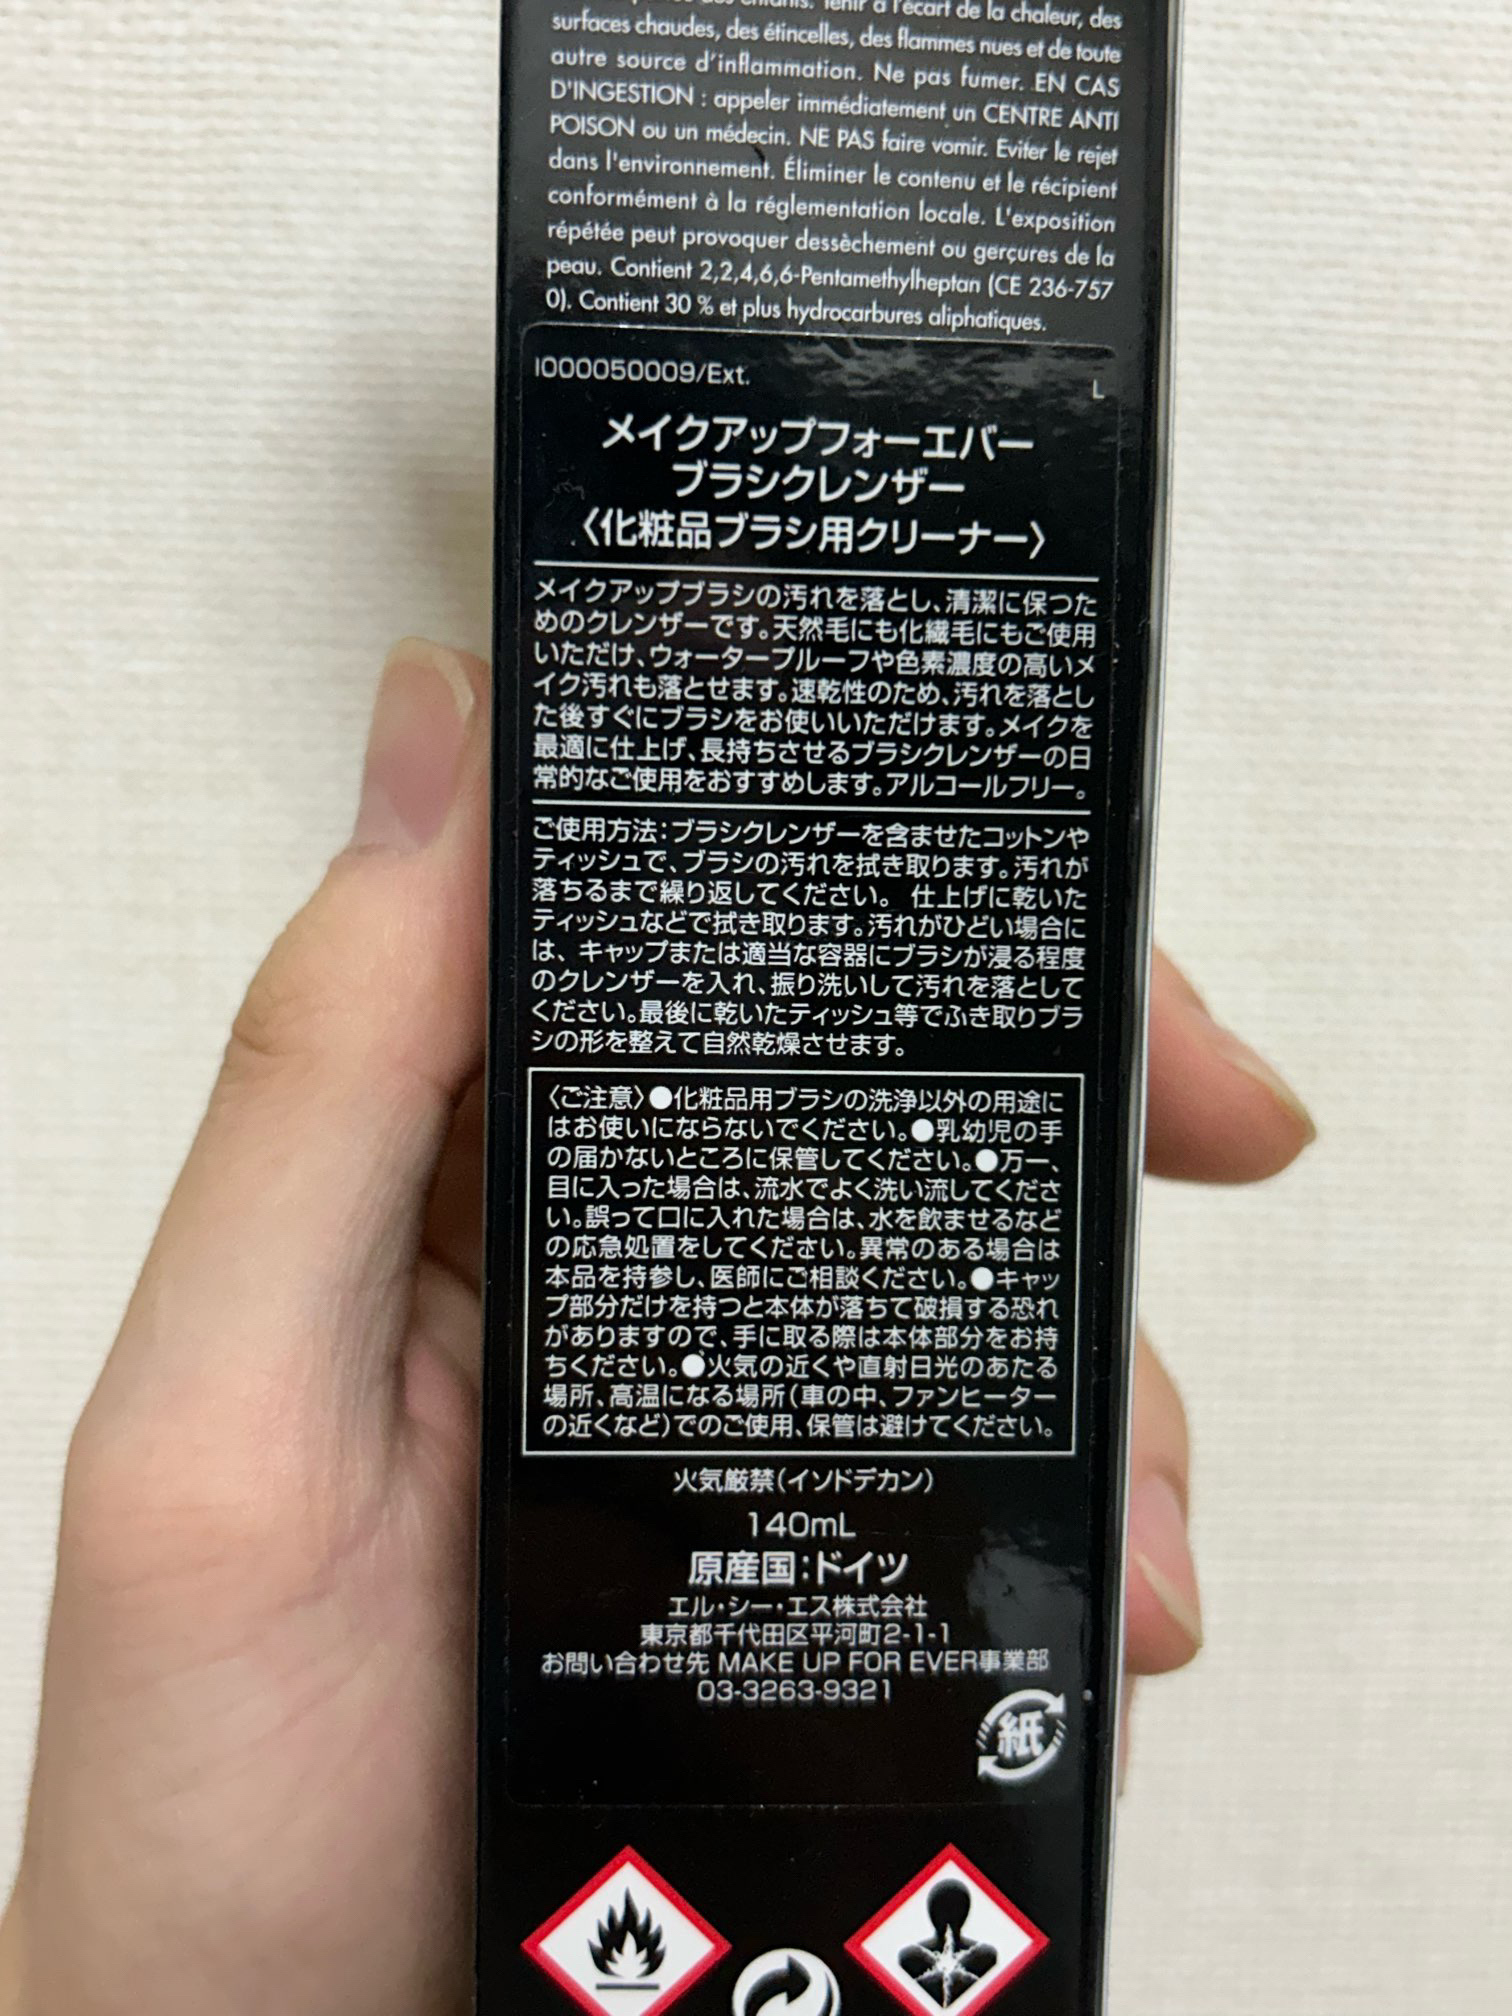 Tenir à l'écart de la chaleur, des
surfaces chaudes, des étincelles, des flammes nues et de toute
autre source d'inflammation. Ne pas fumer. EN CAS
D'INGESTION : appeler immédiatement un CENTRE ANTI
POISON ou un médecin. NE PAS faire vomir. Eviter le rejet
dans l'environnement. Éliminer le contenu et le récipient
conformément à la réglementation locale. L'exposition
répétée peut provoquer dessèchement ou gerçures de la
peau. Contient 2,2,4,6,6-Pentamethylheptan (CE 236-757
0). Contient 30 % et plus hydrocarbures aliphatiques.
I000050009/Ext.
L
メイクアップフォーエバー
ブラシクレンザー
〈化粧品ブラシ用クリーナー〉
メイクアップブラシの汚れを落とし、清潔に保つた
めのクレンザーです。天然毛にも化繊毛にもご使用
いただけ、ウォータープルーフや色素濃度の高いメ
イク汚れも落とせます。速乾性のため、汚れを落とし
た後すぐにブラシをお使いいただけます。メイクを
最適に仕上げ、長持ちさせるブラシクレンザーの日
常的なご使用をおすすめします。アルコールフリー。
ご使用方法：ブラシクレンザーを含ませたコットンや
ティッシュで、ブラシの汚れを拭き取ります。汚れが
落ちるまで繰り返してください。 仕上げに乾いた
ティッシュなどで拭き取ります。汚れがひどい場合に
は、キャップまたは適当な容器にブラシが浸る程度
のクレンザーを入れ、振り洗いして汚れを落として
ください。最後に乾いたティッシュ等でふき取りブラ
シの形を整えて自然乾燥させます。
〈ご注意〉●化粧品用ブラシの洗浄以外の用途に
はお使いにならないでください。●乳幼児の手
の届かないところに保管してください。●万一、
目に入った場合は、流水でよく洗い流してくださ
い。誤って口に入れた場合は、水を飲ませるなど
の応急処置をしてください。異常のある場合は
本品を持参し、医師にご相談ください。●キャッ
プ部分だけを持つと本体が落ちて破損する恐れ
がありますので、手に取る際は本体部分をお持
ちください。●火気の近くや直射日光のあたる
場所、高温になる場所（車の中、ファンヒーター
の近くなど）でのご使用、保管は避けてください。
火気厳禁（イソドデカン）
140mL
原産国：ドイツ
エル・シー・エス株式会社
東京都千代田区平河町2-1-1
お問い合わせ先 MAKE UP FOR EVER事業部
03-3263-9321
紙